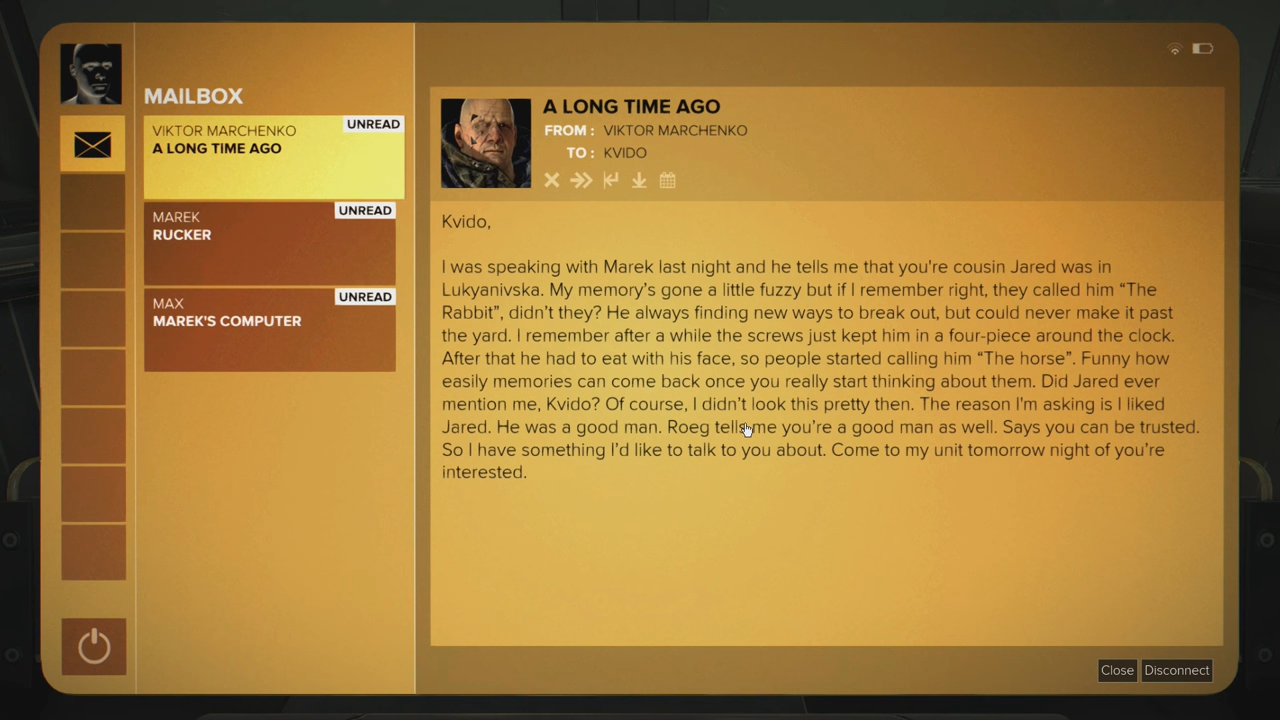 MAILBOX
VIKTOR MARCHENKO
UNREAD
A LONG TIME AGO
MAREK
UNREAD
RUCKER
MAX
UNREAD
MAREK'S COMPUTER
A LONG TIME AGO
FROM : VIKTOR MARCHENKO
TO : KVIDO
Kvido,
I was speaking with Marek last night and he tells me that you're cousin Jared was in
Lukyanivska. My memory's gone a little fuzzy but if I remember right, they called him “The
Rabbit”, didn't they? He always finding new ways to break out, but could never make it past
the yard. I remember after a while the screws just kept him in a four-piece around the clock.
After that he had to eat with his face, so people started calling him “The horse”. Funny how
easily memories can come back once you really start thinking about them. Did Jared ever
mention me, Kvido? Of course, I didn't look this pretty then. The reason I'm asking is I liked
Jared. He was a good man. Roeg tells me you're a good man as well. Says you can be trusted.
So I have something I'd like to talk to you about. Come to my unit tomorrow night of you're
interested.
Close Disconnect